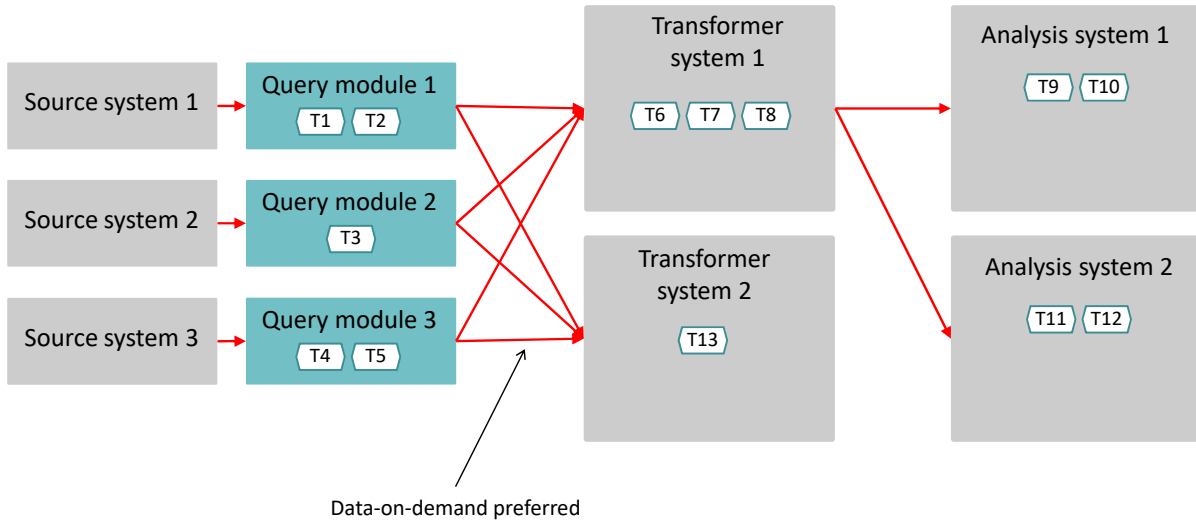 Source system 1
Query module 1
T1 T2
Source system 2
Query module 2
T3
Source system 3
Query module 3
T4 T5
Transformer
system 1
T6 T7 T8
Transformer
system 2
T13
Analysis system 1
T9 T10
Analysis system 2
T11 T12
Data-on-demand preferred